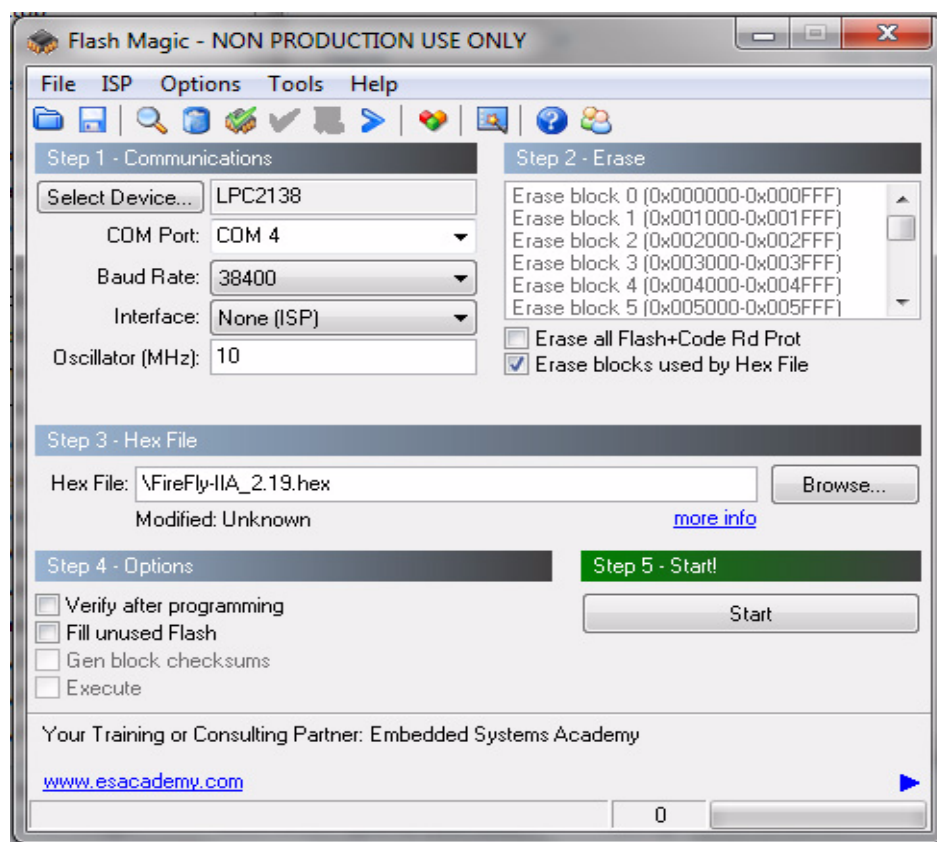 Flash Magic - NON PRODUCTION USE ONLY
File ISP Options Tools Help
Step 1 - Communications
Select Device... LPC2138
COM Port: COM 4
Baud Rate: 38400
Interface: None (ISP)
Oscillator (MHz): 10
Step 2 - Erase
Erase block 0 (0x000000-0x000FFF)
Erase block 1 (0x001000-0x001FFF)
Erase block 2 (0x002000-0x002FFF)
Erase block 3 (0x003000-0x003FFF)
Erase block 4 (0x004000-0x004FFF)
Erase block 5 (0x005000-0x005FFF)
Erase all Flash+Code Rd Prot
Erase blocks used by Hex File
Step 3 - Hex File
Hex File: \FireFly-IIA_2.19.hex Browse...
Modified: Unknown more info
Step 4 - Options
Verify after programming
Fill unused Flash
Gen block checksums
Execute
Step 5 - Start!
Start
Your Training or Consulting Partner: Embedded Systems Academy
www.esacademy.com
0